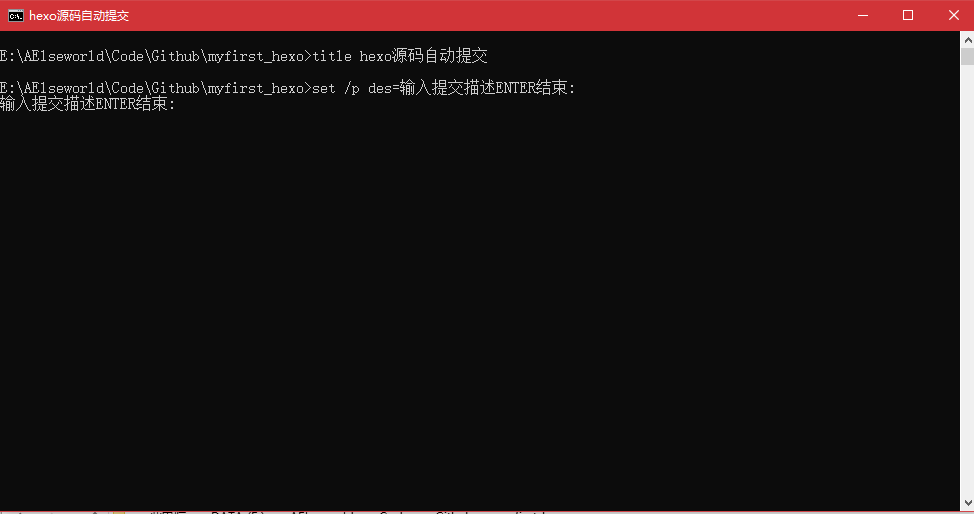 hexo源码自动提交
E:\AElseworld\Code\Github\myfirst_hexo>title hexo源码自动提交
E:\AElseworld\Code\Github\myfirst_hexo>set /p des=输入提交描述ENTER结束:
输入提交描述ENTER结束: